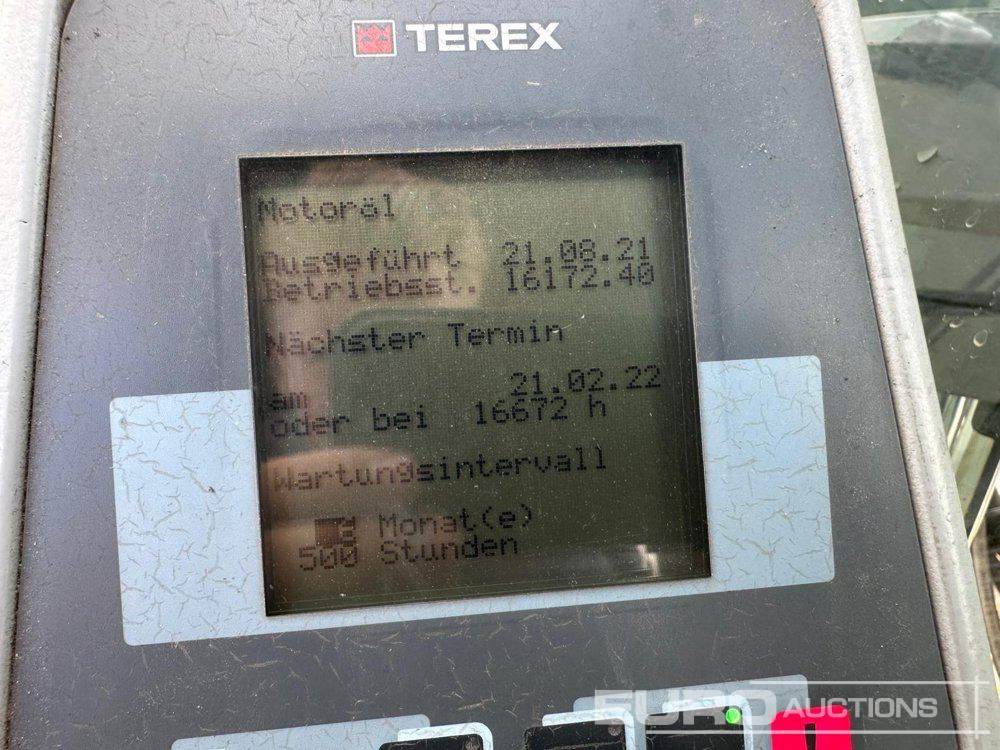 TEREX
Motoröl
Ausgeführt 21.08.21
Betriebsst. 16172.40
Nächster Termin
am 21.02.22
oder bei 16672 h
Wartungsintervall
Monat(e)
500 Stunden
EURO AUCTIONS